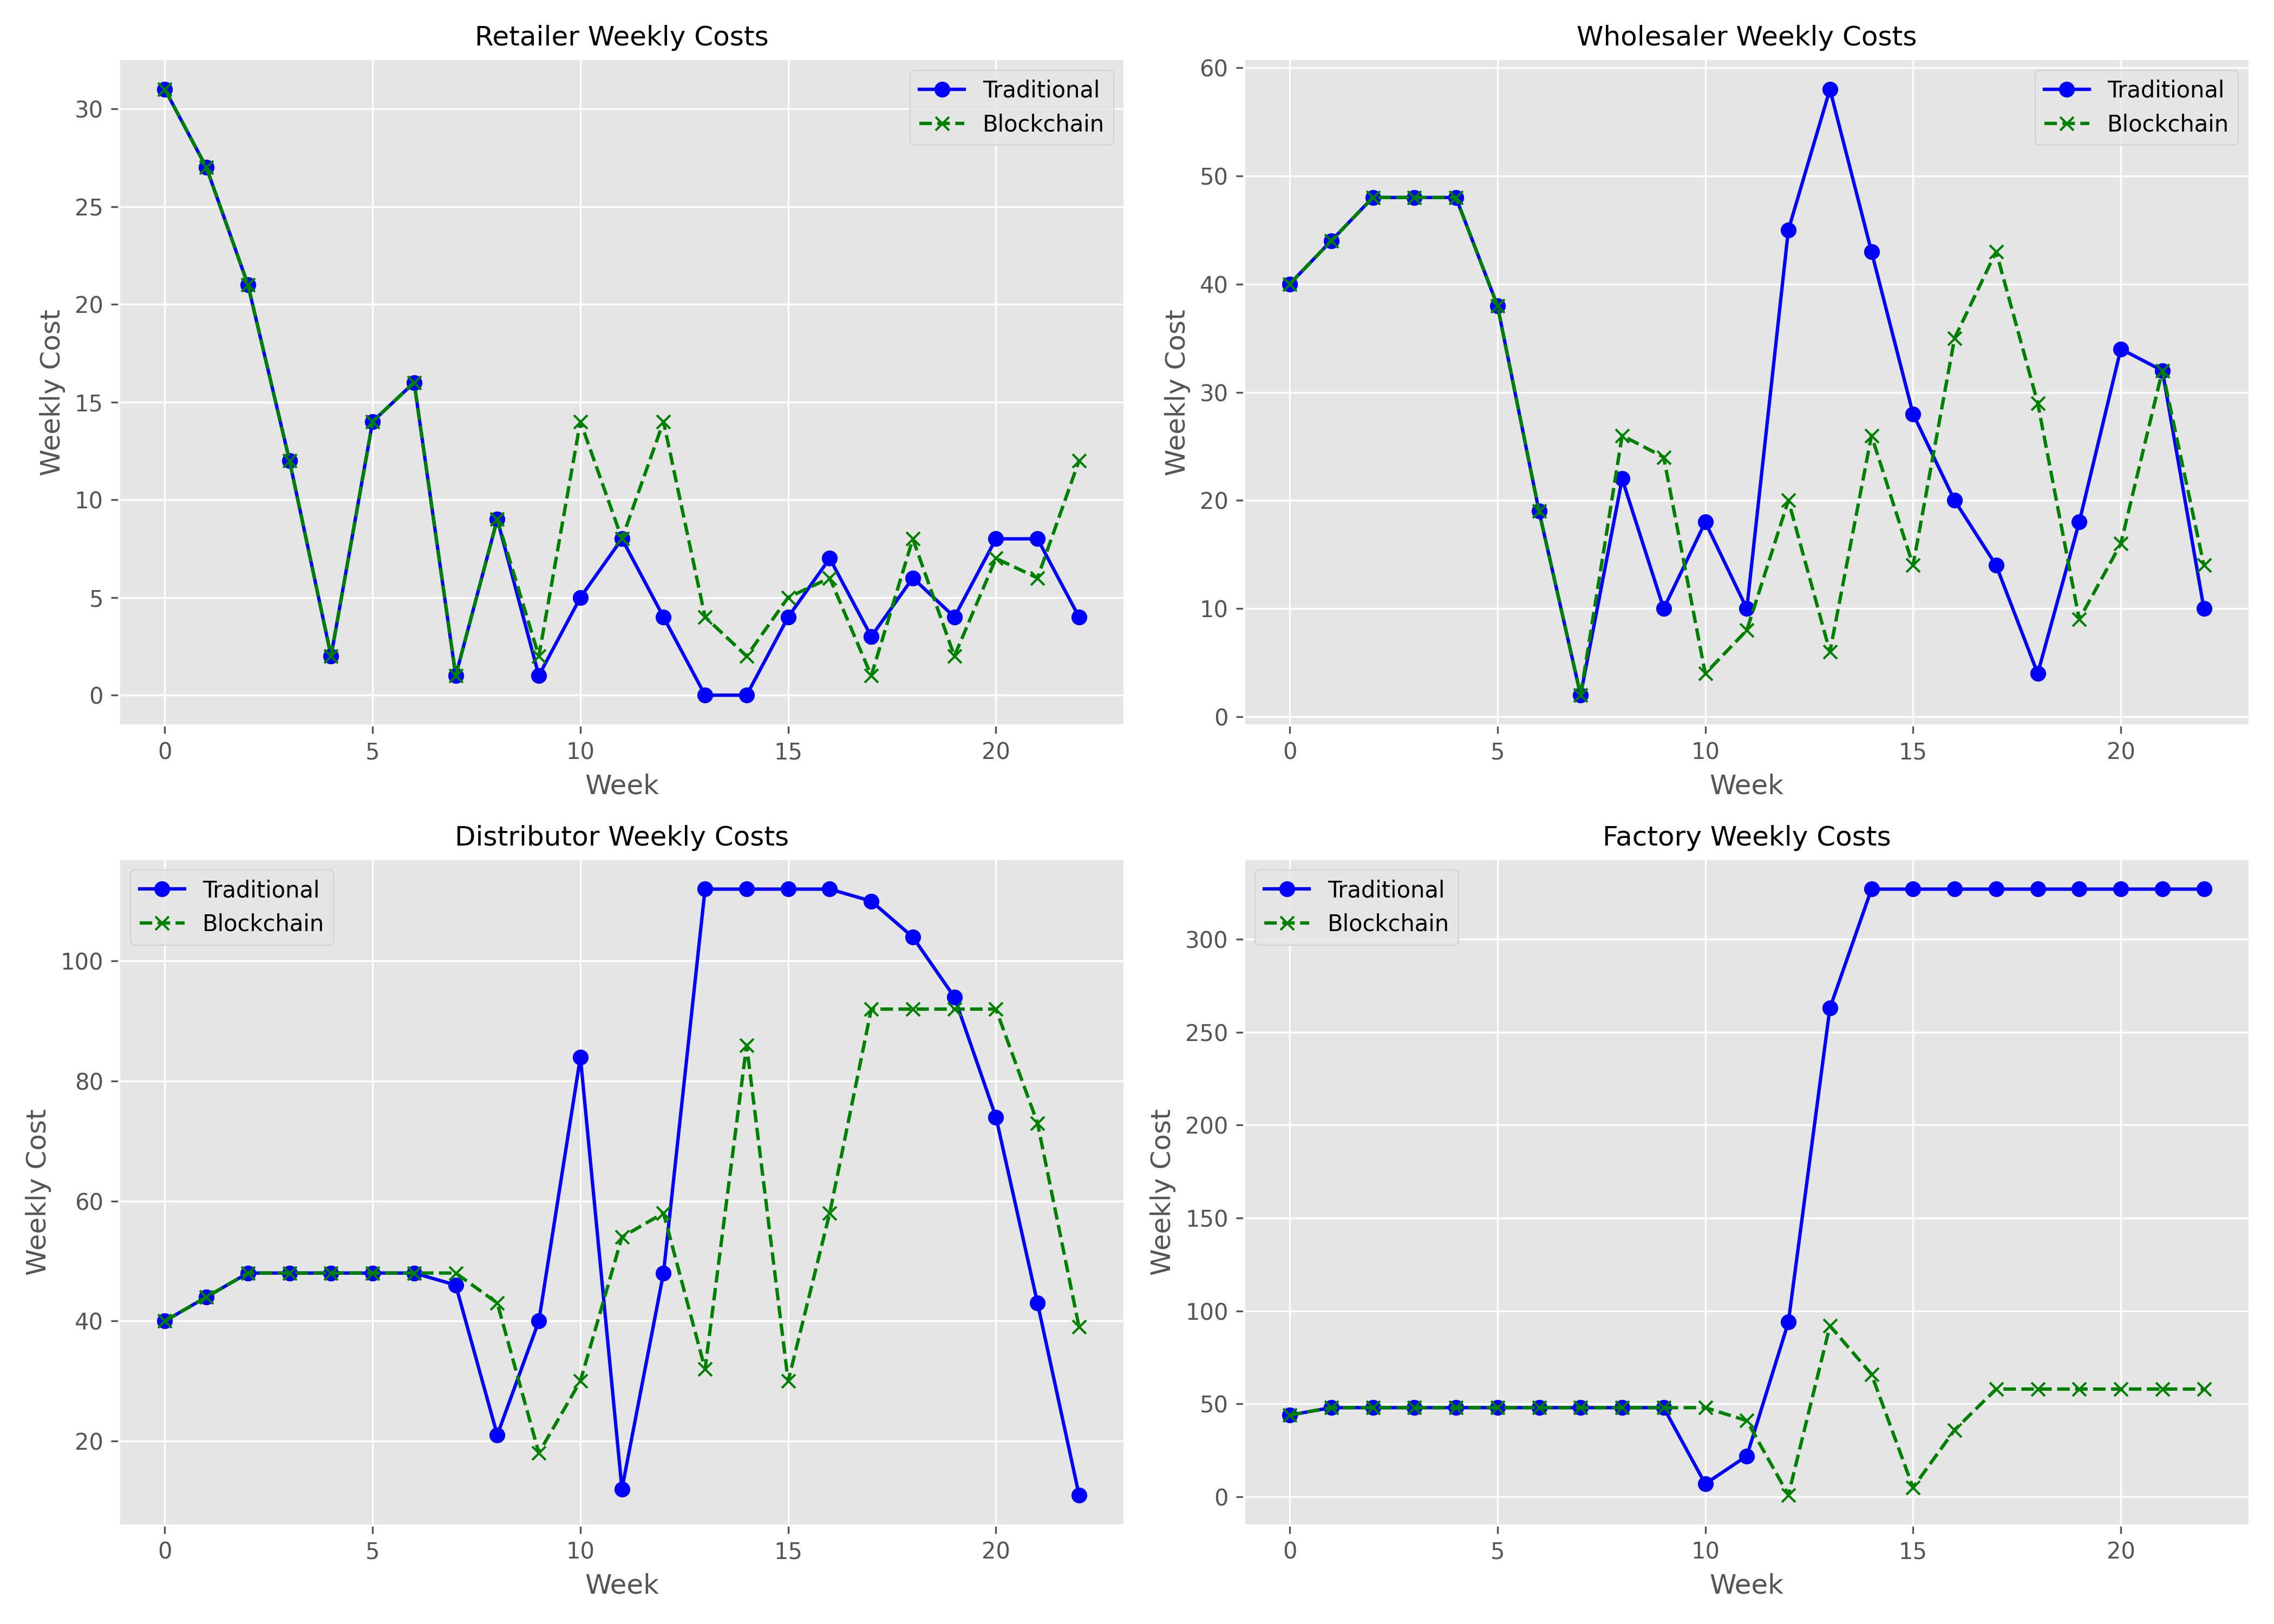 Retailer Weekly Costs
Weekly Cost
30
25
20
15
10
5
0
Traditional
Blockchain
0 5 10 15 20
Week
Wholesaler Weekly Costs
Weekly Cost
60
50
40
30
20
10
0
Traditional
Blockchain
0 5 10 15 20
Week
Distributor Weekly Costs
Weekly Cost
100
80
60
40
20
Traditional
Blockchain
0 5 10 15 20
Week
Factory Weekly Costs
Weekly Cost
300
250
200
150
100
50
0
Traditional
Blockchain
0 5 10 15 20
Week